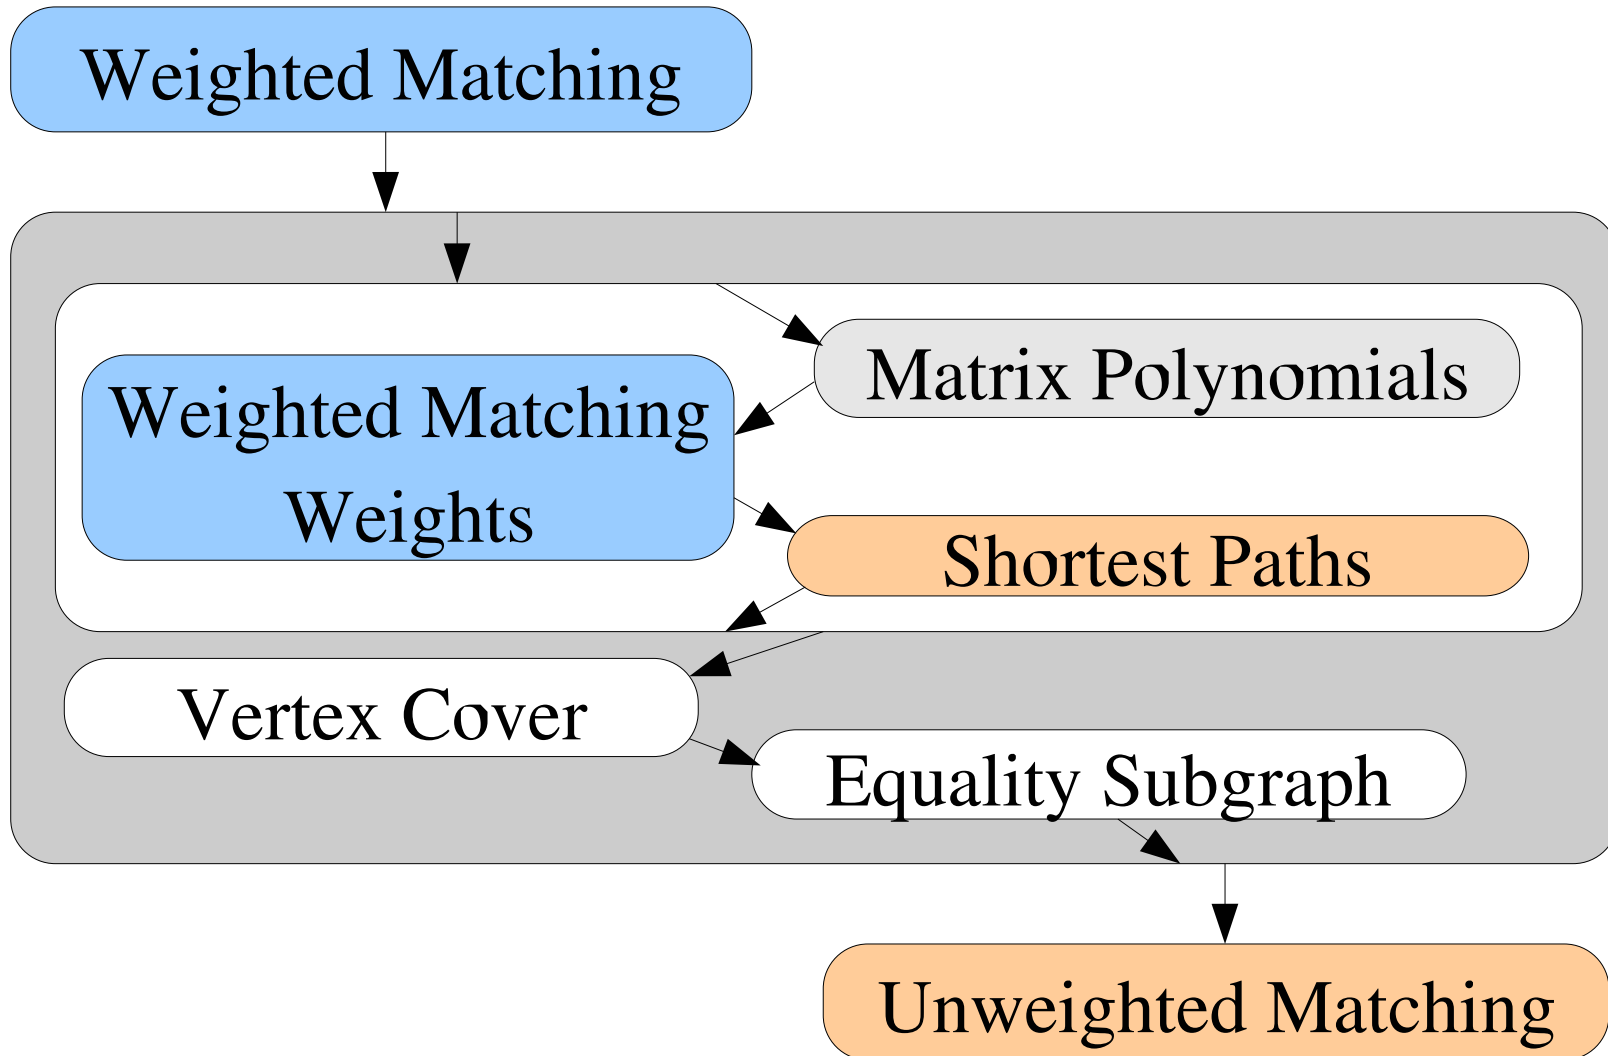 Weighted Matching
Matrix Polynomials
Weighted Matching
Weights
Shortest Paths
Vertex Cover
Equality Subgraph
Unweighted Matching